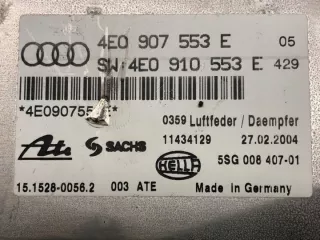 4E0 907 553 E 05
SW:4E0 910 553 E 429
0359 Luftfeder / Daempfer
11434129 27.02.2004
Ate SACHS HELLA 5SG 008 407-01
15.1528-0056.2 003 ATE Made in Germany